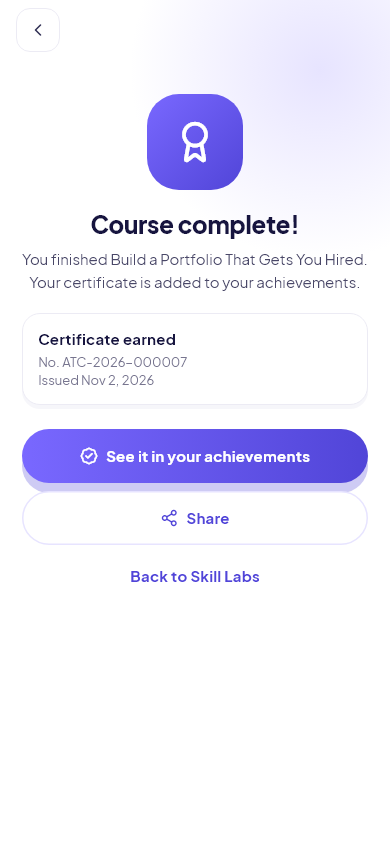 Course complete!
You finished Build a Portfolio That Gets You Hired.
Your certificate is added to your achievements.
Certificate earned
No. ATC-2026-000007
Issued Nov 2, 2026
See it in your achievements
Share
Back to Skill Labs